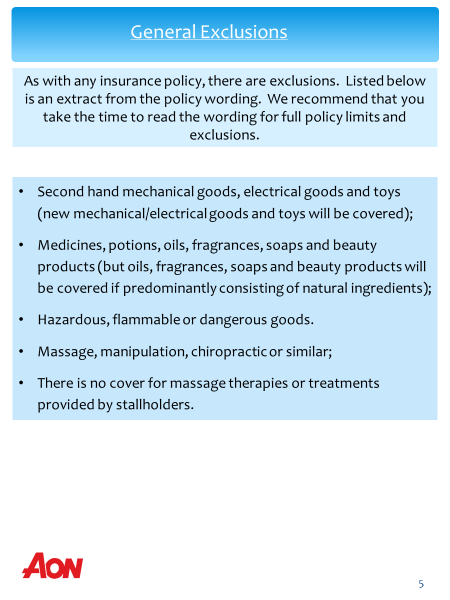 General Exclusions
As with any insurance policy, there are exclusions. Listed below
is an extract from the policy wording. We recommend that you
take the time to read the wording for full policy limits and
exclusions.
• Second hand mechanical goods, electrical goods and toys
(new mechanical/electrical goods and toys will be covered);
• Medicines, potions, oils, fragrances, soaps and beauty
products (but oils, fragrances, soaps and beauty products will
be covered if predominantly consisting of natural ingredients);
• Hazardous, flammable or dangerous goods.
• Massage, manipulation, chiropractic or similar;
• There is no cover for massage therapies or treatments
provided by stallholders.
AON
5